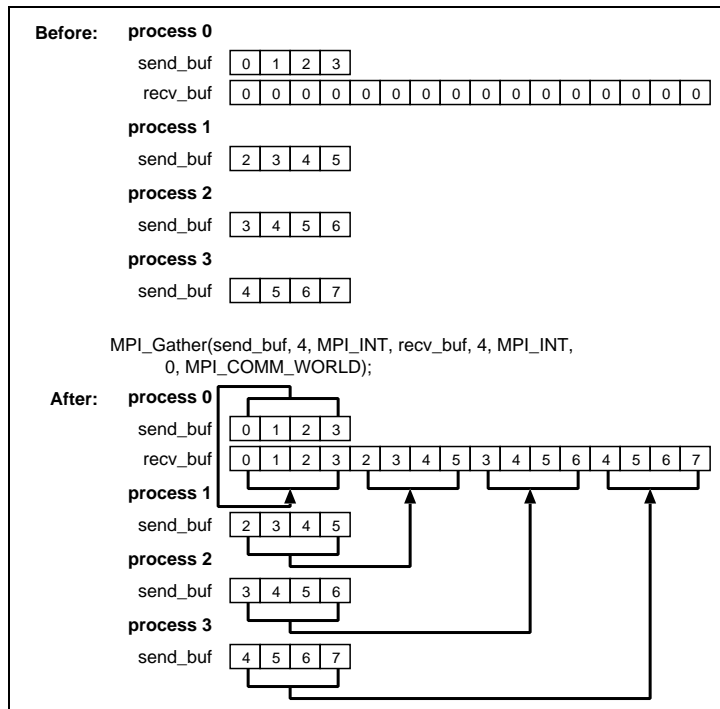 Before: process 0
send_buf 0 1 2 3
recv_buf 0 0 0 0 0 0 0 0 0 0 0 0 0 0 0 0
process 1
send_buf 2 3 4 5
process 2
send_buf 3 4 5 6
process 3
send_buf 4 5 6 7
MPI_Gather(send_buf, 4, MPI_INT, recv_buf, 4, MPI_INT,
0, MPI_COMM_WORLD);
After: process 0
send_buf 0 1 2 3
recv_buf 0 1 2 3 2 3 4 5 3 4 5 6 4 5 6 7
process 1
send_buf 2 3 4 5
process 2
send_buf 3 4 5 6
process 3
send_buf 4 5 6 7